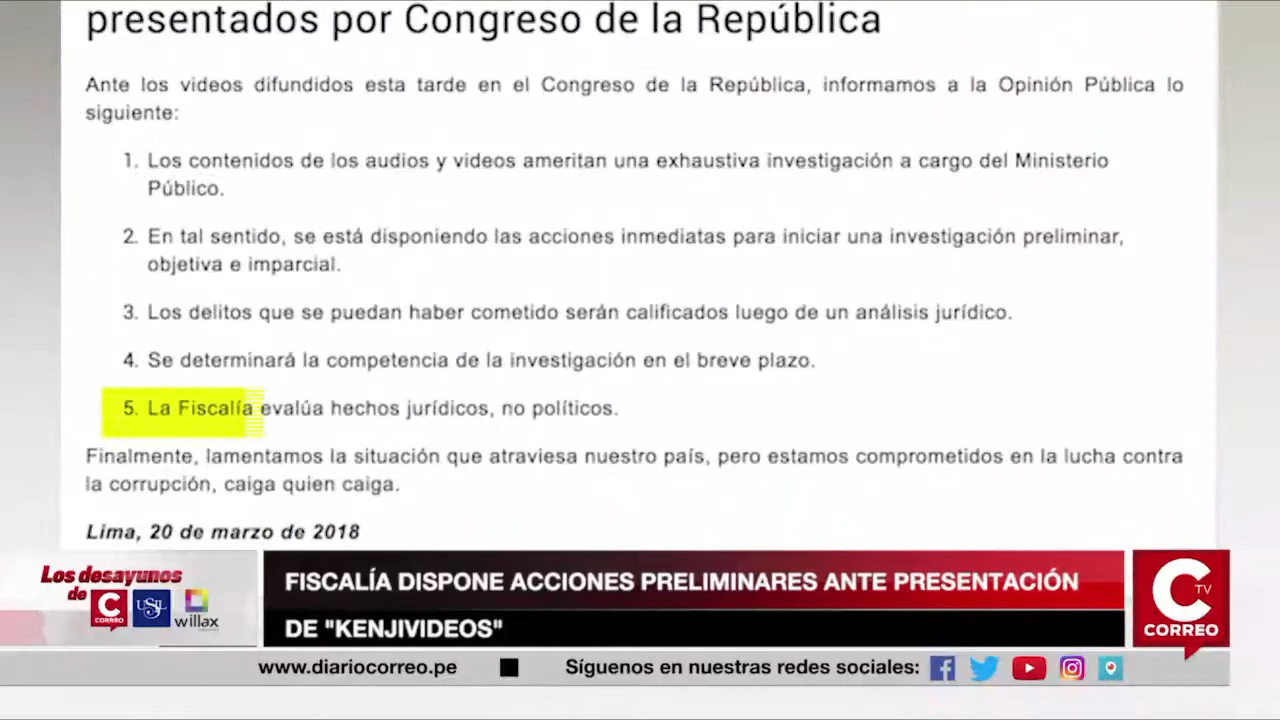 presentados por Congreso de la República
Ante los videos difundidos esta tarde en el Congreso de la República, informamos a la Opinión Pública lo
siguiente:
1. Los contenidos de los audios y videos ameritan una exhaustiva investigación a cargo del Ministerio
Público.
2. En tal sentido, se está disponiendo las acciones inmediatas para iniciar una investigación preliminar,
objetiva e imparcial.
3. Los delitos que se puedan haber cometido serán calificados luego de un análisis jurídico.
4. Se determinará la competencia de la investigación en el breve plazo.
5. La Fiscalía evalúa hechos jurídicos, no políticos.
Finalmente, lamentamos la situación que atraviesa nuestro país, pero estamos comprometidos en la lucha contra
la corrupción, caiga quien caiga.
Lima, 20 de marzo de 2018
Los desayunos
de C CORREO USIL willax
FISCALÍA DISPONE ACCIONES PRELIMINARES ANTE PRESENTACIÓN
DE "KENJIVIDEOS"
C TV
CORREO
www.diariocorreo.pe Síguenos en nuestras redes sociales: